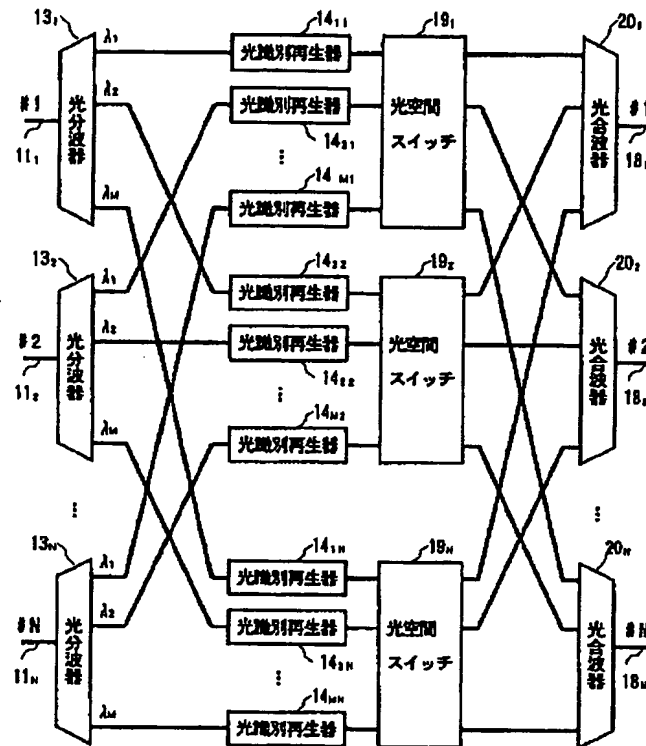 13₁
λ₁
λ₂
λM
#1
11₁
光分波器
14₁₁
光識別再生器
光識別再生器
14₂₁
⋮
14M₁
光識別再生器
19₁
光空間
スイッチ
20₁
光合波器
#1
18₁
13₂
λ₁
λ₂
λM
#2
11₂
光分波器
14₂₂
光識別再生器
光識別再生器
14₂₂
⋮
14M₂
光識別再生器
19₂
光空間
スイッチ
20₂
光合波器
#2
18₂
⋮
⋮
13N
λ₁
λ₂
λM
#N
11N
光分波器
14₁N
光識別再生器
光識別再生器
14₂N
⋮
14MN
光識別再生器
19N
光空間
スイッチ
20N
光合波器
#N
18N